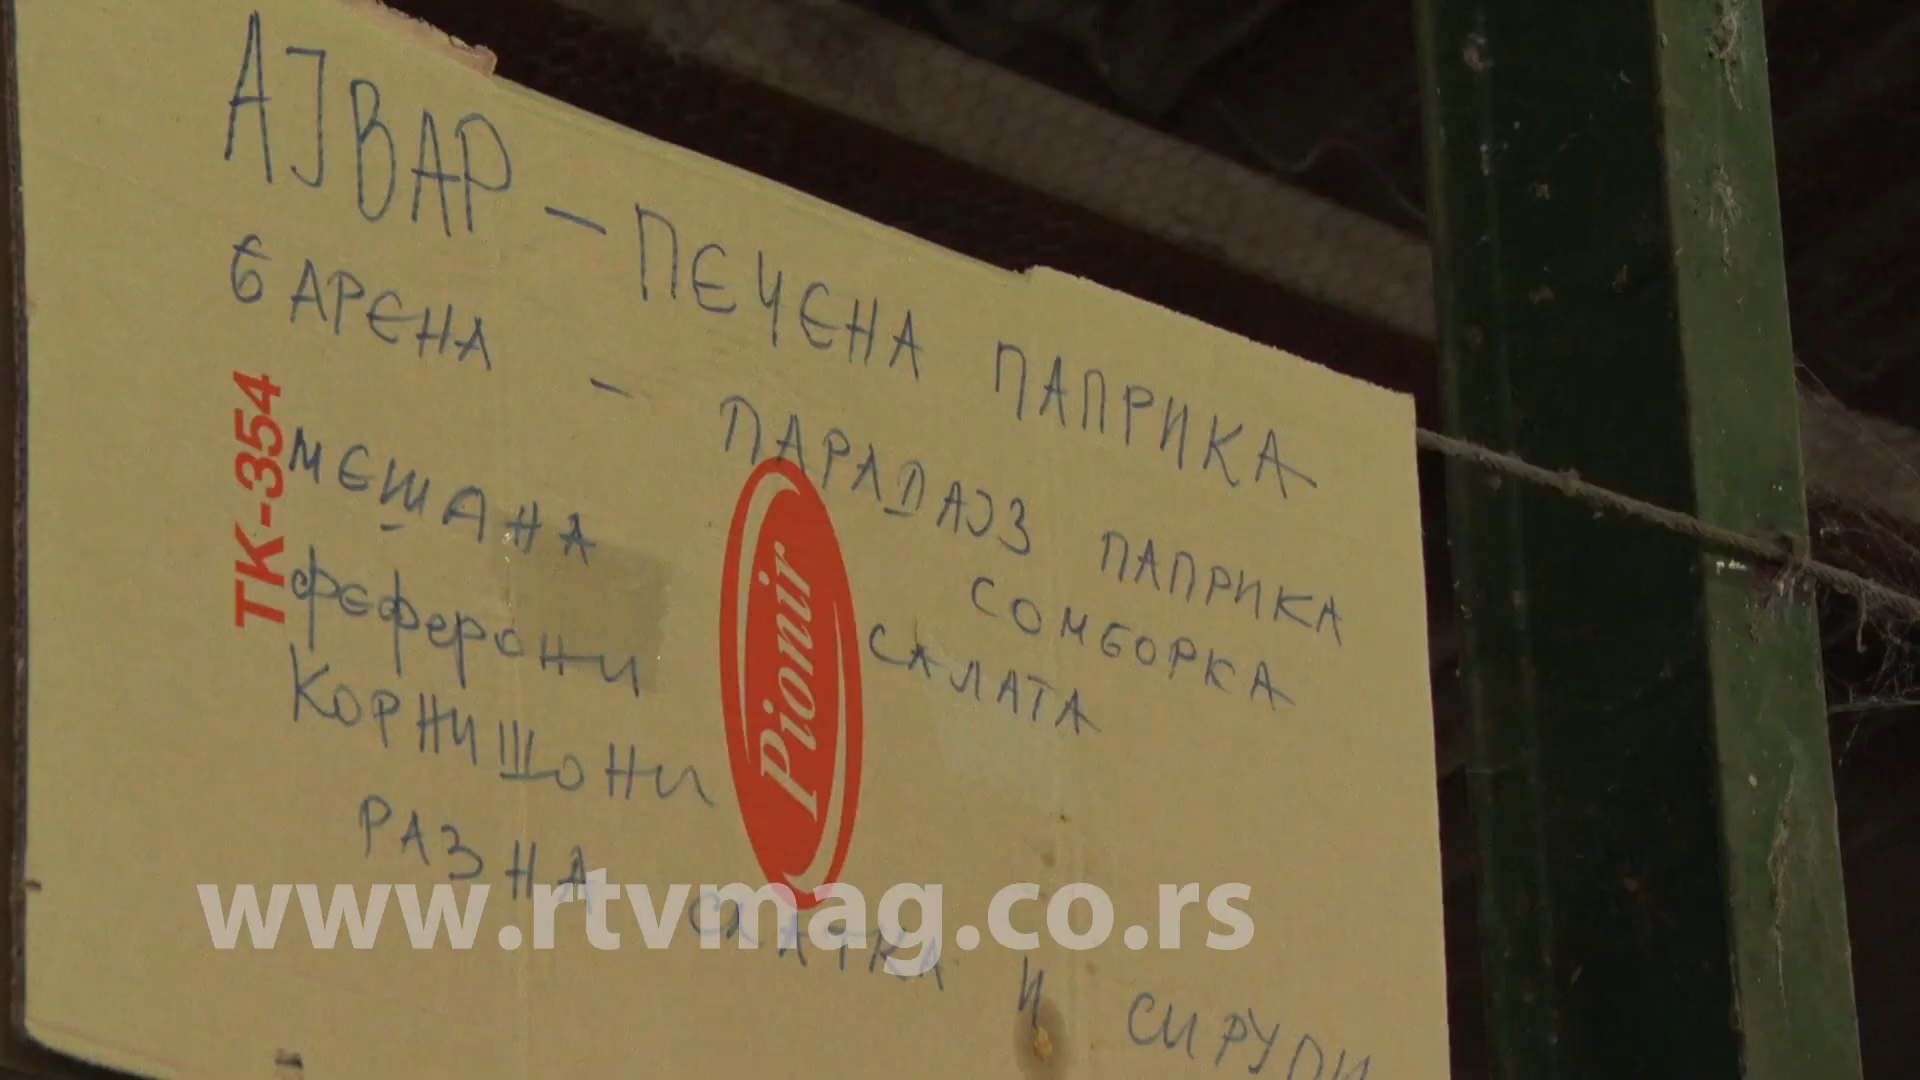 АЈВАР – ПЕЧЕНА ПАПРИКА
БАРЕНА – ПАРАДАЈЗ ПАПРИКА
МЕШАНА СОМБОРКА
ФЕФЕРОНИ САЛАТА
КОРНИШОНИ
РАЗНА СЛАТКА И СИРУПИ
TK-354
Pionir
www.rtvmag.co.rs